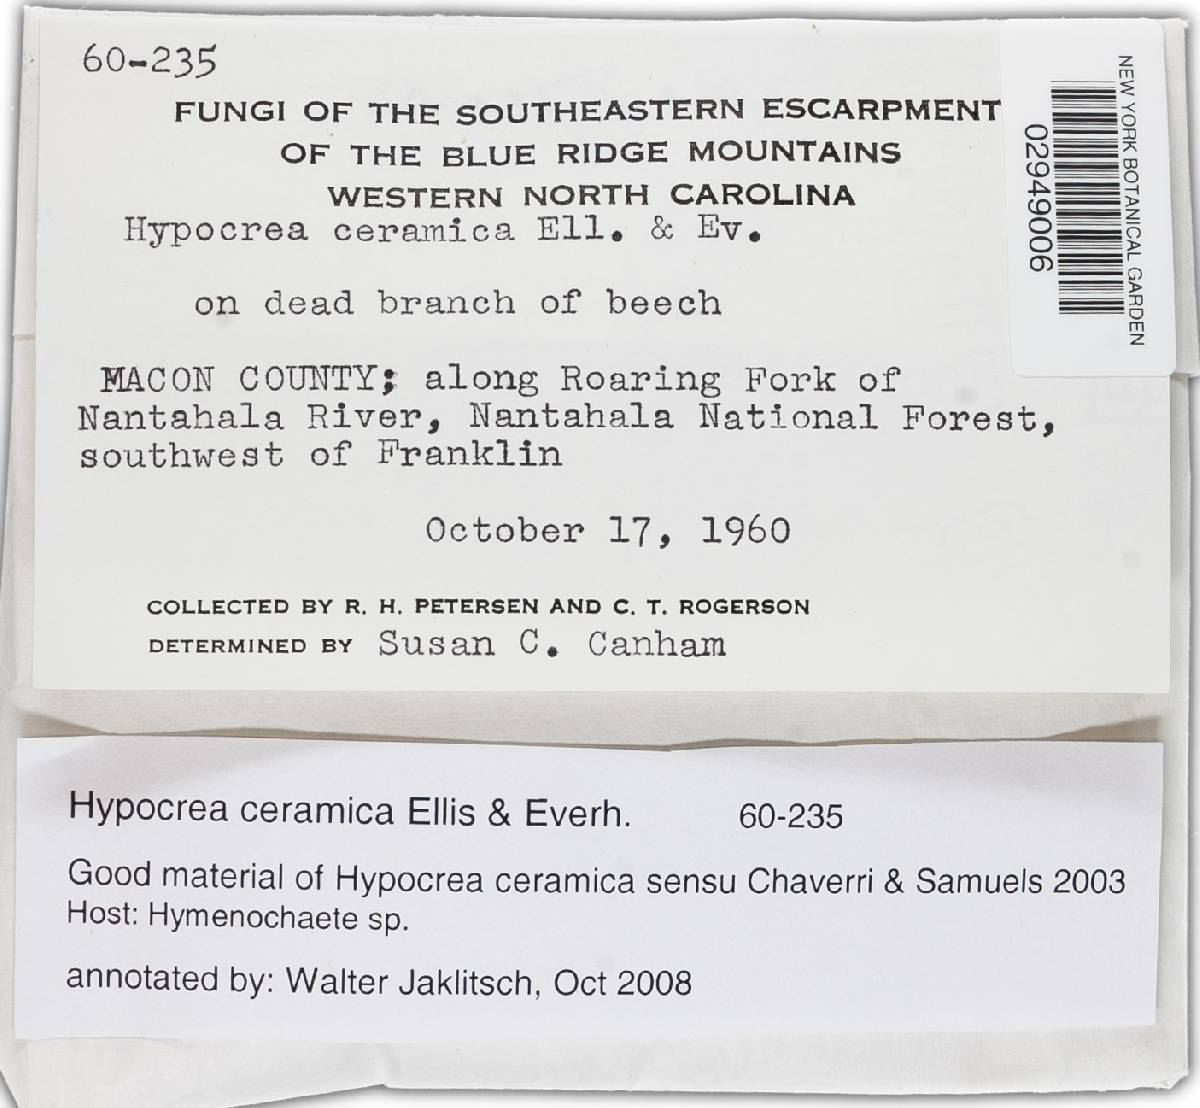 60-235
FUNGI OF THE SOUTHEASTERN ESCARPMENT
OF THE BLUE RIDGE MOUNTAINS
WESTERN NORTH CAROLINA
Hypocrea ceramica Ell. & Ev.
on dead branch of beech
MACON COUNTY; along Roaring Fork of
Nantahala River, Nantahala National Forest,
southwest of Franklin
October 17, 1960
COLLECTED BY R. H. PETERSEN AND C. T. ROGERSON
DETERMINED BY Susan C. Canham
NEW YORK BOTANICAL GARDEN
02949006
Hypocrea ceramica Ellis & Everh. 60-235
Good material of Hypocrea ceramica sensu Chaverri & Samuels 2003
Host: Hymenochaete sp.
annotated by: Walter Jaklitsch, Oct 2008